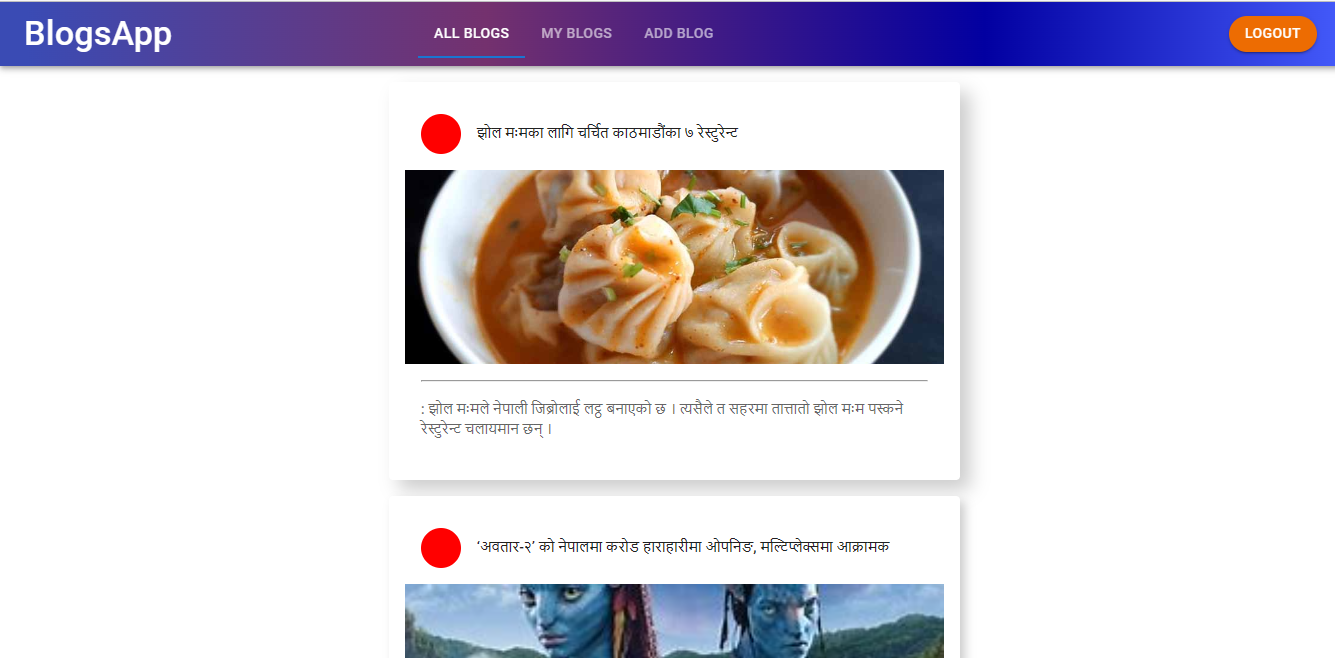 BlogsApp
ALL BLOGS
MY BLOGS
ADD BLOG
LOGOUT
झोल मःमका लागि चर्चित काठमाडौंका ७ रेस्टुरेन्ट
: झोल मःमले नेपाली जिब्रोलाई लट्ठ बनाएको छ । त्यसैले त सहरमा तात्तातो झोल मःम पस्कने
रेस्टुरेन्ट चलायमान छन् ।
‘अवतार-२’ को नेपालमा करोड हाराहारीमा ओपनिङ, मल्टिप्लेक्समा आक्रामक